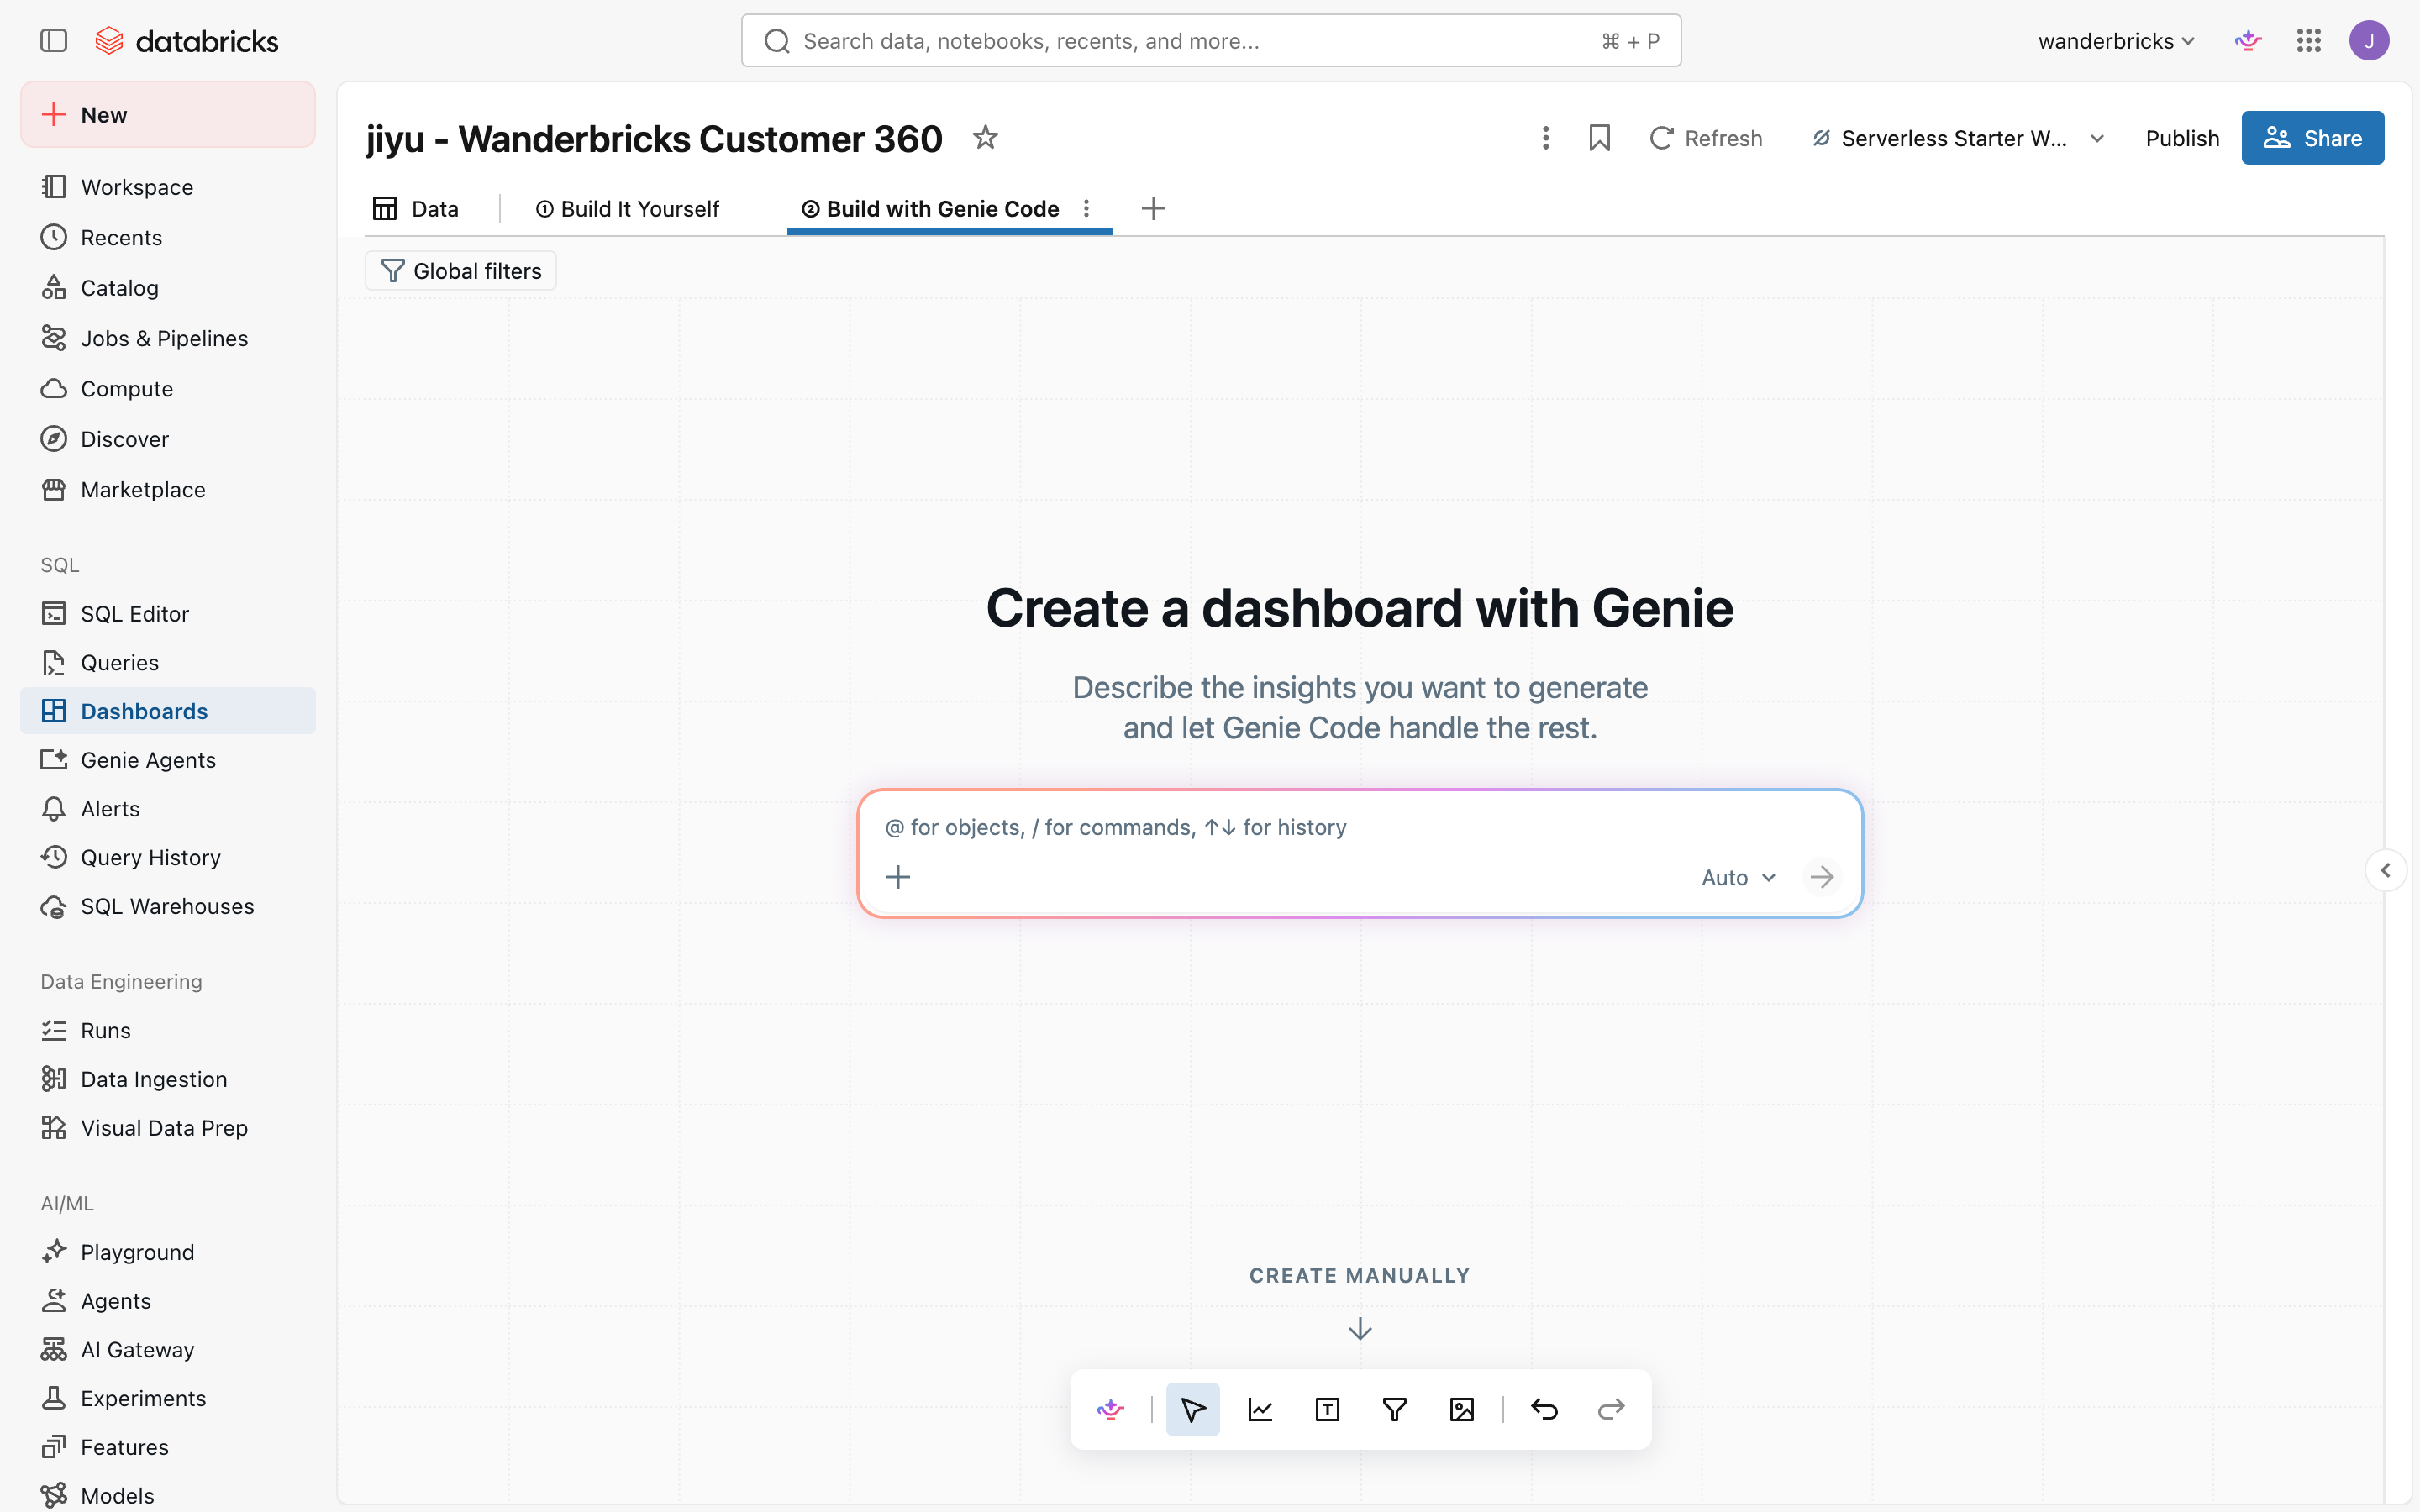 databricks
Search data, notebooks, recents, and more...
⌘ + P
wanderbricks
J
New
Workspace
Recents
Catalog
Jobs & Pipelines
Compute
Discover
Marketplace
SQL
SQL Editor
Queries
Dashboards
Genie Agents
Alerts
Query History
SQL Warehouses
Data Engineering
Runs
Data Ingestion
Visual Data Prep
AI/ML
Playground
Agents
AI Gateway
Experiments
Features
Models
jiyu - Wanderbricks Customer 360
Refresh
Serverless Starter W...
Publish
Share
Data
① Build It Yourself
② Build with Genie Code
Global filters
Create a dashboard with Genie
Describe the insights you want to generate
and let Genie Code handle the rest.
@ for objects, / for commands, ↑↓ for history
Auto
CREATE MANUALLY